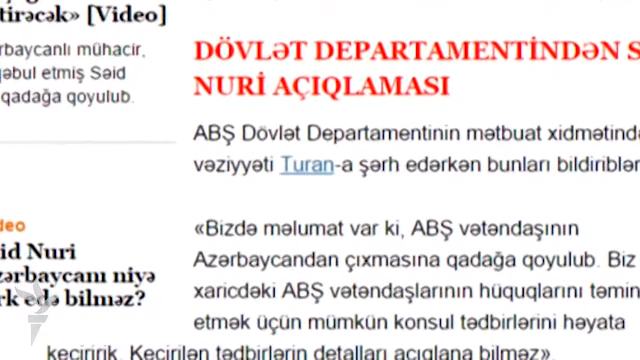 tirəcək» [Video]
rbaycanlı mühacir,
qəbul etmiş Səid
qadağa qoyulub.
DÖVLƏT DEPARTAMENTİNDƏN S
NURİ AÇIQLAMASI
ABŞ Dövlət Departamentinin mətbuat xidmətində
vəziyyəti Turan-a şərh edərkən bunları bildiriblər
deo
id Nuri
zərbaycanı niyə
rk edə bilməz?
«Bizdə məlumat var ki, ABŞ vətəndaşının
Azərbaycandan çıxmasına qadağa qoyulub. Biz
xaricdəki ABŞ vətəndaşlarının hüquqlarını təmin
etmək üçün mümkün konsul tədbirlərini həyata
keçiririk. Keçirilən tədbirlərin detalları açıqlana bilməz».